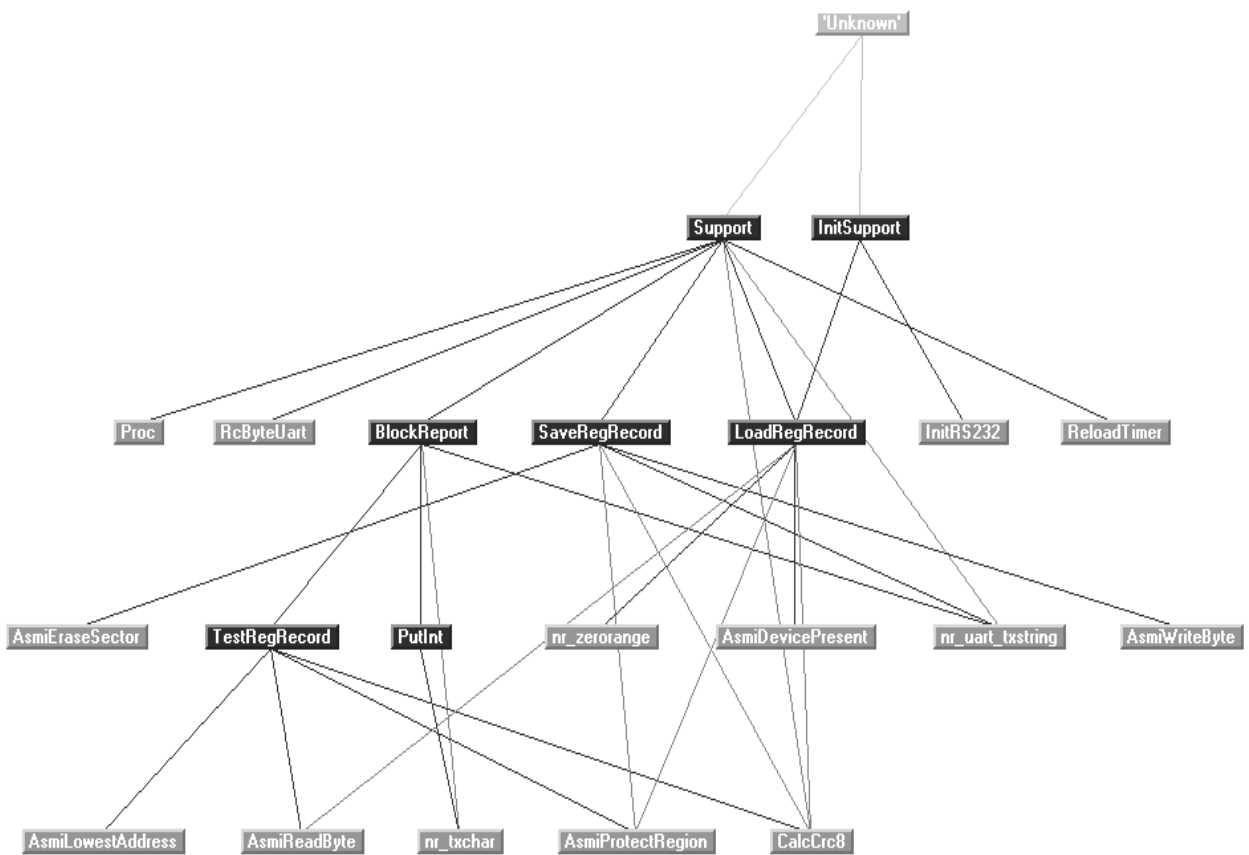 'Unknown'
Support InitSupport
Proc RcByteUart BlockReport SaveRegRecord LoadRegRecord InitRS232 ReloadTimer
AsmiEraseSector TestRegRecord PutInt nr_zerorange AsmiDevicePresent nr_uart_txstring AsmiWriteByte
AsmiLowestAddress AsmiReadByte nr_txchar AsmiProtectRegion CalcCrc8